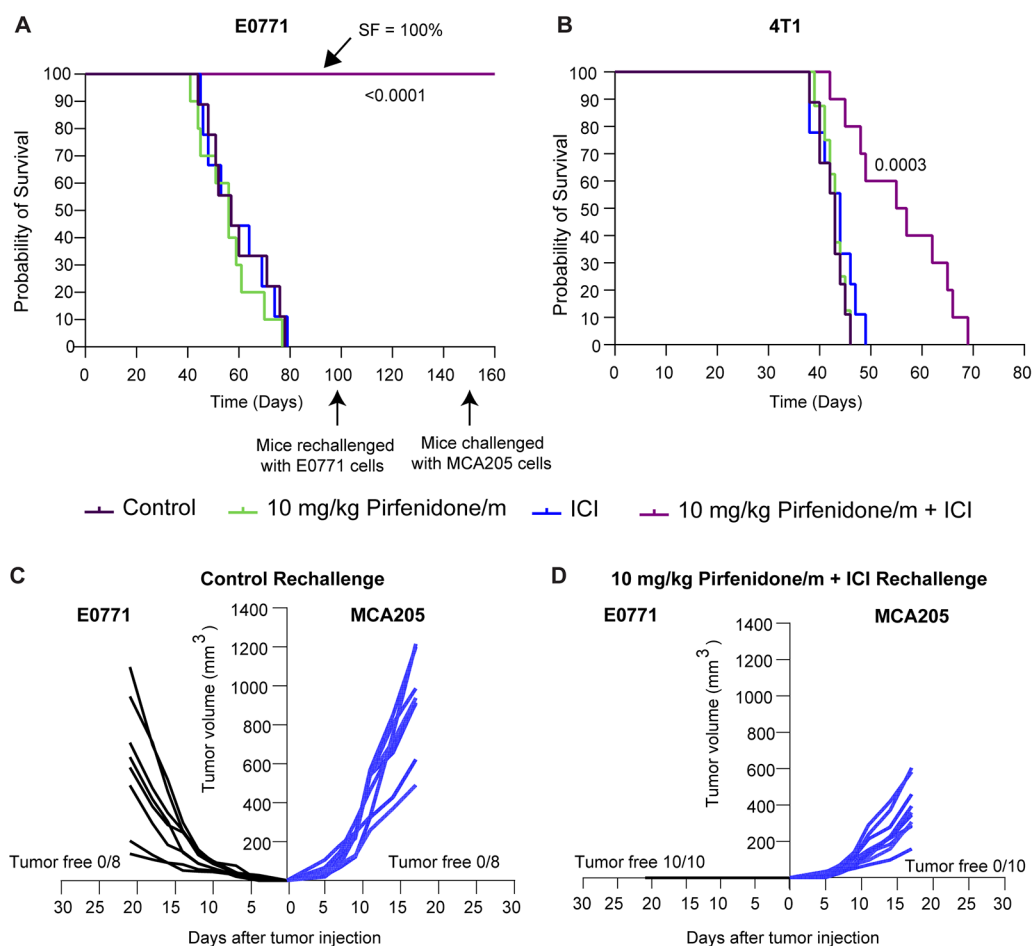 A
E0771
SF = 100%
<0.0001
Probability of Survival
100
90
80
70
60
50
40
30
20
10
0
0 20 40 60 80 100 120 140 160
Time (Days)
Mice rechallenged
with E0771 cells
Mice challenged
with MCA205 cells
B
4T1
0.0003
Probability of Survival
100
90
80
70
60
50
40
30
20
10
0
0 10 20 30 40 50 60 70 80
Time (Days)
Control
10 mg/kg Pirfenidone/m
ICI
10 mg/kg Pirfenidone/m + ICI
C
Control Rechallenge
E0771
MCA205
Tumor volume (mm³)
1400
1200
1000
800
600
400
200
Tumor free 0/8
Tumor free 0/8
30 25 20 15 10 5 0 5 10 15 20 25 30
Days after tumor injection
D
10 mg/kg Pirfenidone/m + ICI Rechallenge
E0771
MCA205
Tumor volume (mm³)
1400
1200
1000
800
600
400
200
Tumor free 10/10
Tumor free 0/10
30 25 20 15 10 5 0 5 10 15 20 25 30
Days after tumor injection